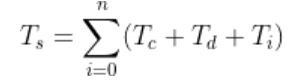 $T_s = \sum_{i=0}^{n} (T_c + T_d + T_i)$